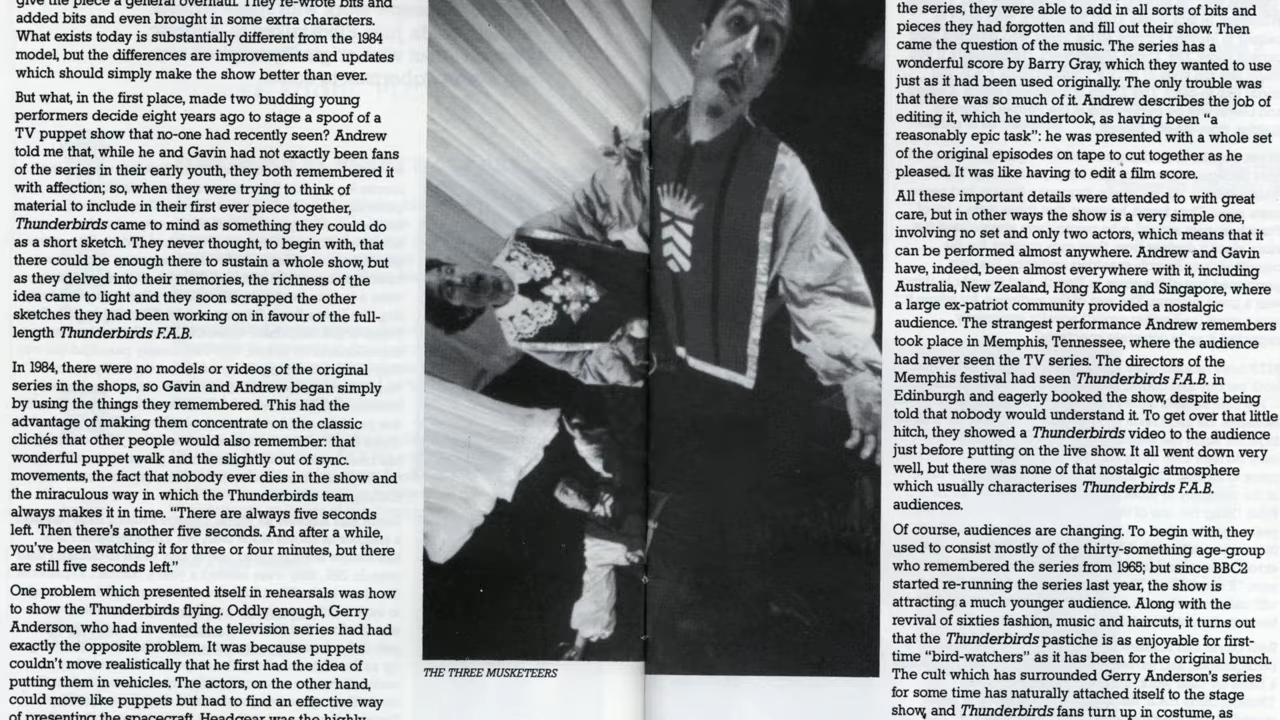 give the piece a general overhaul. They re-wrote bits and
added bits and even brought in some extra characters.
What exists today is substantially different from the 1984
model, but the differences are improvements and updates
which should simply make the show better than ever.
But what, in the first place, made two budding young
performers decide eight years ago to stage a spoof of a
TV puppet show that no-one had recently seen? Andrew
told me that, while he and Gavin had not exactly been fans
of the series in their early youth, they both remembered it
with affection; so, when they were trying to think of
material to include in their first ever piece together,
Thunderbirds came to mind as something they could do
as a short sketch. They never thought, to begin with, that
there could be enough there to sustain a whole show, but
as they delved into their memories, the richness of the
idea came to light and they soon scrapped the other
sketches they had been working on in favour of the full-
length Thunderbirds F.A.B.
In 1984, there were no models or videos of the original
series in the shops, so Gavin and Andrew began simply
by using the things they remembered. This had the
advantage of making them concentrate on the classic
clichés that other people would also remember: that
wonderful puppet walk and the slightly out of sync.
movements, the fact that nobody ever dies in the show and
the miraculous way in which the Thunderbirds team
always makes it in time. “There are always five seconds
left. Then there's another five seconds. And after a while,
you've been watching it for three or four minutes, but there
are still five seconds left.”
One problem which presented itself in rehearsals was how
to show the Thunderbirds flying. Oddly enough, Gerry
Anderson, who had invented the television series had had
exactly the opposite problem. It was because puppets
couldn't move realistically that he first had the idea of
putting them in vehicles. The actors, on the other hand,
could move like puppets but had to find an effective way
of presenting the spacecraft. Headgear was the highly
THE THREE MUSKETEERS
the series, they were able to add in all sorts of bits and
pieces they had forgotten and fill out their show. Then
came the question of the music. The series has a
wonderful score by Barry Gray, which they wanted to use
just as it had been used originally. The only trouble was
that there was so much of it. Andrew describes the job of
editing it, which he undertook, as having been “a
reasonably epic task”: he was presented with a whole set
of the original episodes on tape to cut together as he
pleased. It was like having to edit a film score.
All these important details were attended to with great
care, but in other ways the show is a very simple one,
involving no set and only two actors, which means that it
can be performed almost anywhere. Andrew and Gavin
have, indeed, been almost everywhere with it, including
Australia, New Zealand, Hong Kong and Singapore, where
a large ex-patriot community provided a nostalgic
audience. The strangest performance Andrew remembers
took place in Memphis, Tennessee, where the audience
had never seen the TV series. The directors of the
Memphis festival had seen Thunderbirds F.A.B. in
Edinburgh and eagerly booked the show, despite being
told that nobody would understand it. To get over that little
hitch, they showed a Thunderbirds video to the audience
just before putting on the live show. It all went down very
well, but there was none of that nostalgic atmosphere
which usually characterises Thunderbirds F.A.B.
audiences.
Of course, audiences are changing. To begin with, they
used to consist mostly of the thirty-something age-group
who remembered the series from 1965; but since BBC2
started re-running the series last year, the show is
attracting a much younger audience. Along with the
revival of sixties fashion, music and haircuts, it turns out
that the Thunderbirds pastiche is as enjoyable for first-
time “bird-watchers” as it has been for the original bunch.
The cult which has surrounded Gerry Anderson's series
for some time has naturally attached itself to the stage
show, and Thunderbirds fans turn up in costume, as